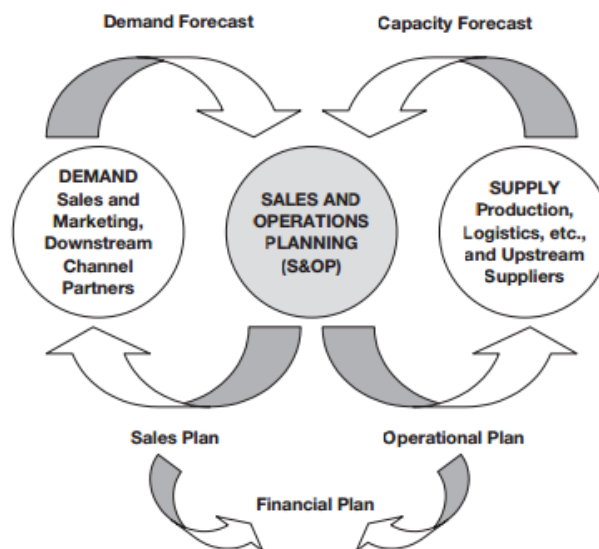 Demand Forecast
Capacity Forecast
DEMAND
Sales and
Marketing,
Downstream
Channel
Partners
SALES AND
OPERATIONS
PLANNING
(S&OP)
SUPPLY
Production,
Logistics, etc.,
and Upstream
Suppliers
Sales Plan
Operational Plan
Financial Plan